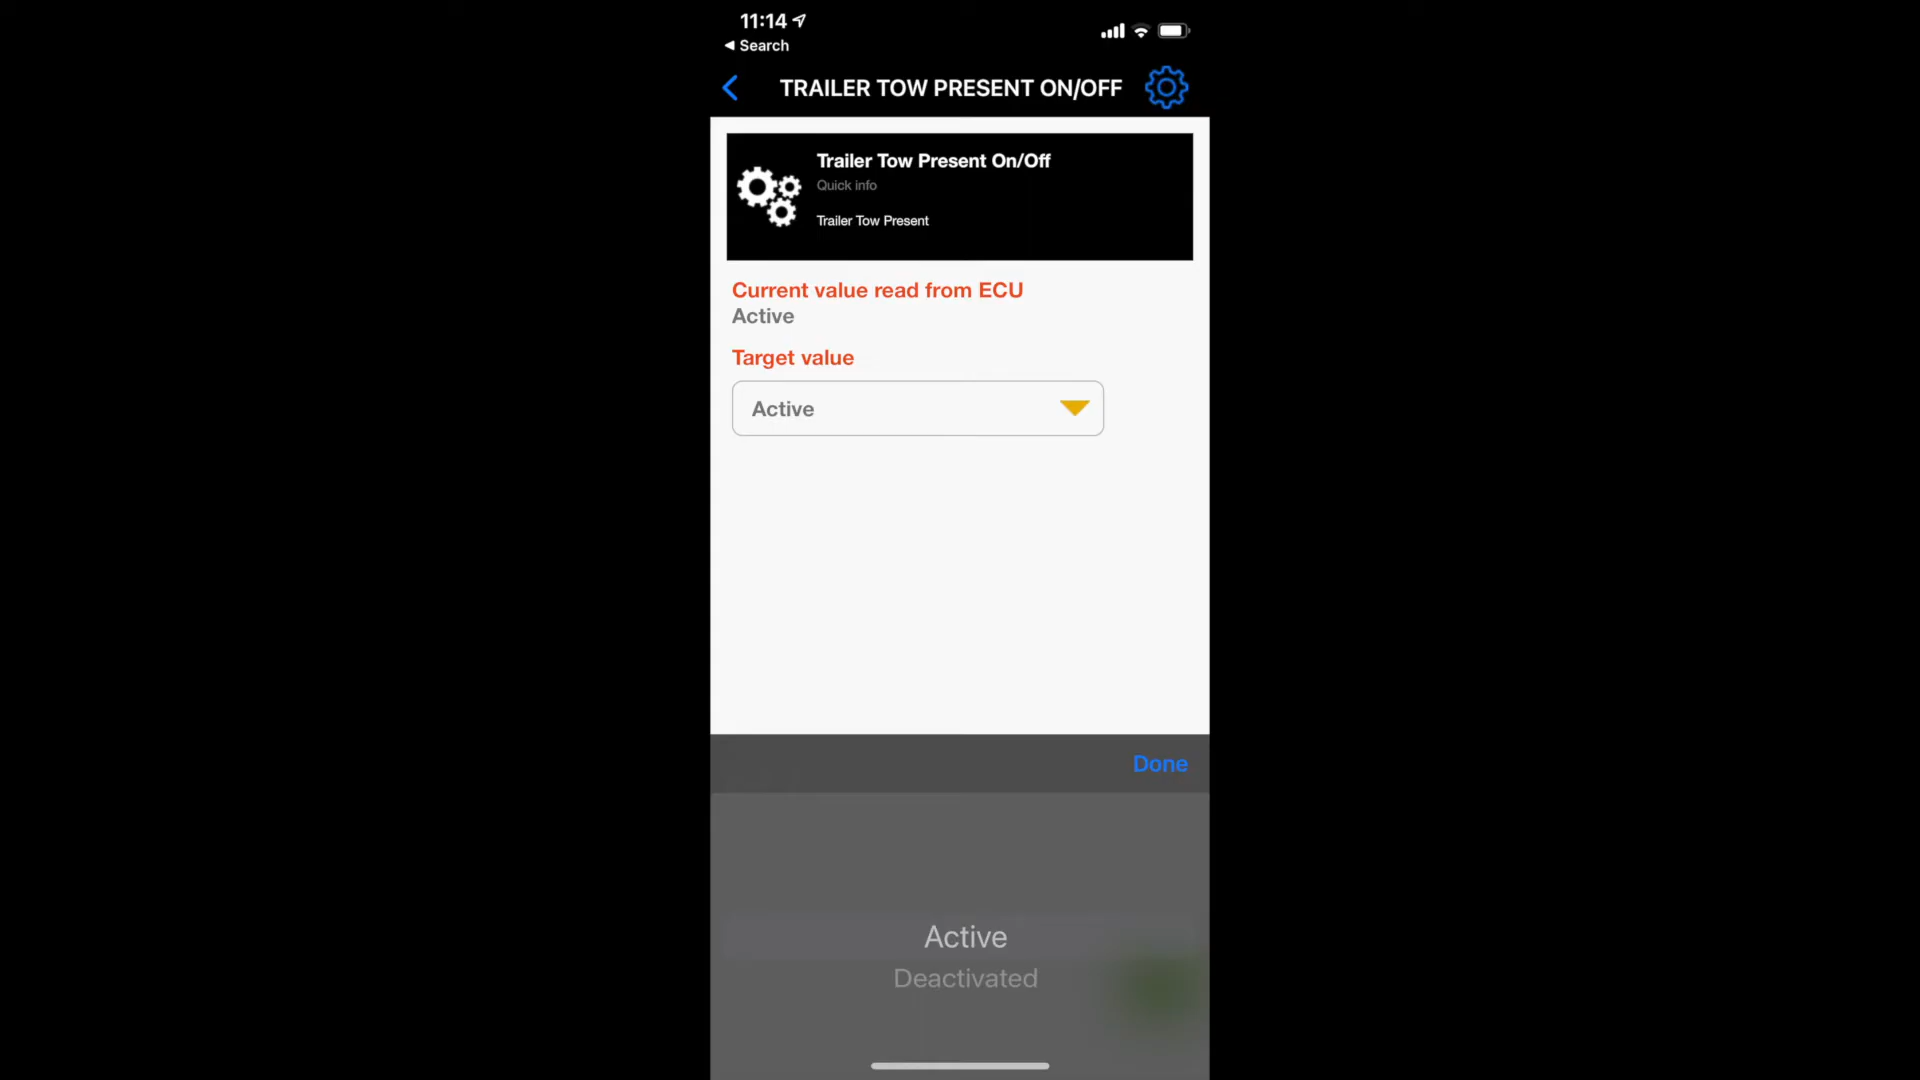 11:14
Search
TRAILER TOW PRESENT ON/OFF
Trailer Tow Present On/Off
Quick info
Trailer Tow Present
Current value read from ECU
Active
Target value
Active
Done
Active
Deactivated